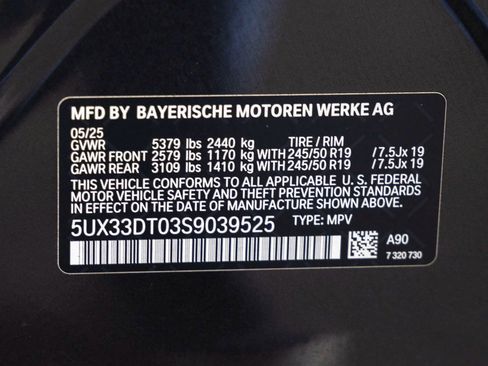 MFD BY BAYERISCHE MOTOREN WERKE AG
05/25
GVWR 5379 lbs 2440 kg TIRE / RIM
GAWR FRONT 2579 lbs 1170 kg WITH 245/50 R19 /7.5Jx 19
GAWR REAR 3109 lbs 1410 kg WITH 245/50 R19 /7.5Jx 19
THIS VEHICLE CONFORMS TO ALL APPLICABLE U. S. FEDERAL
MOTOR VEHICLE SAFETY AND THEFT PREVENTION STANDARDS
IN EFFECT ON THE DATE OF MANUFACTURE SHOWN ABOVE.
5UX33DT03S9039525 TYPE: MPV
A90
7 320 730